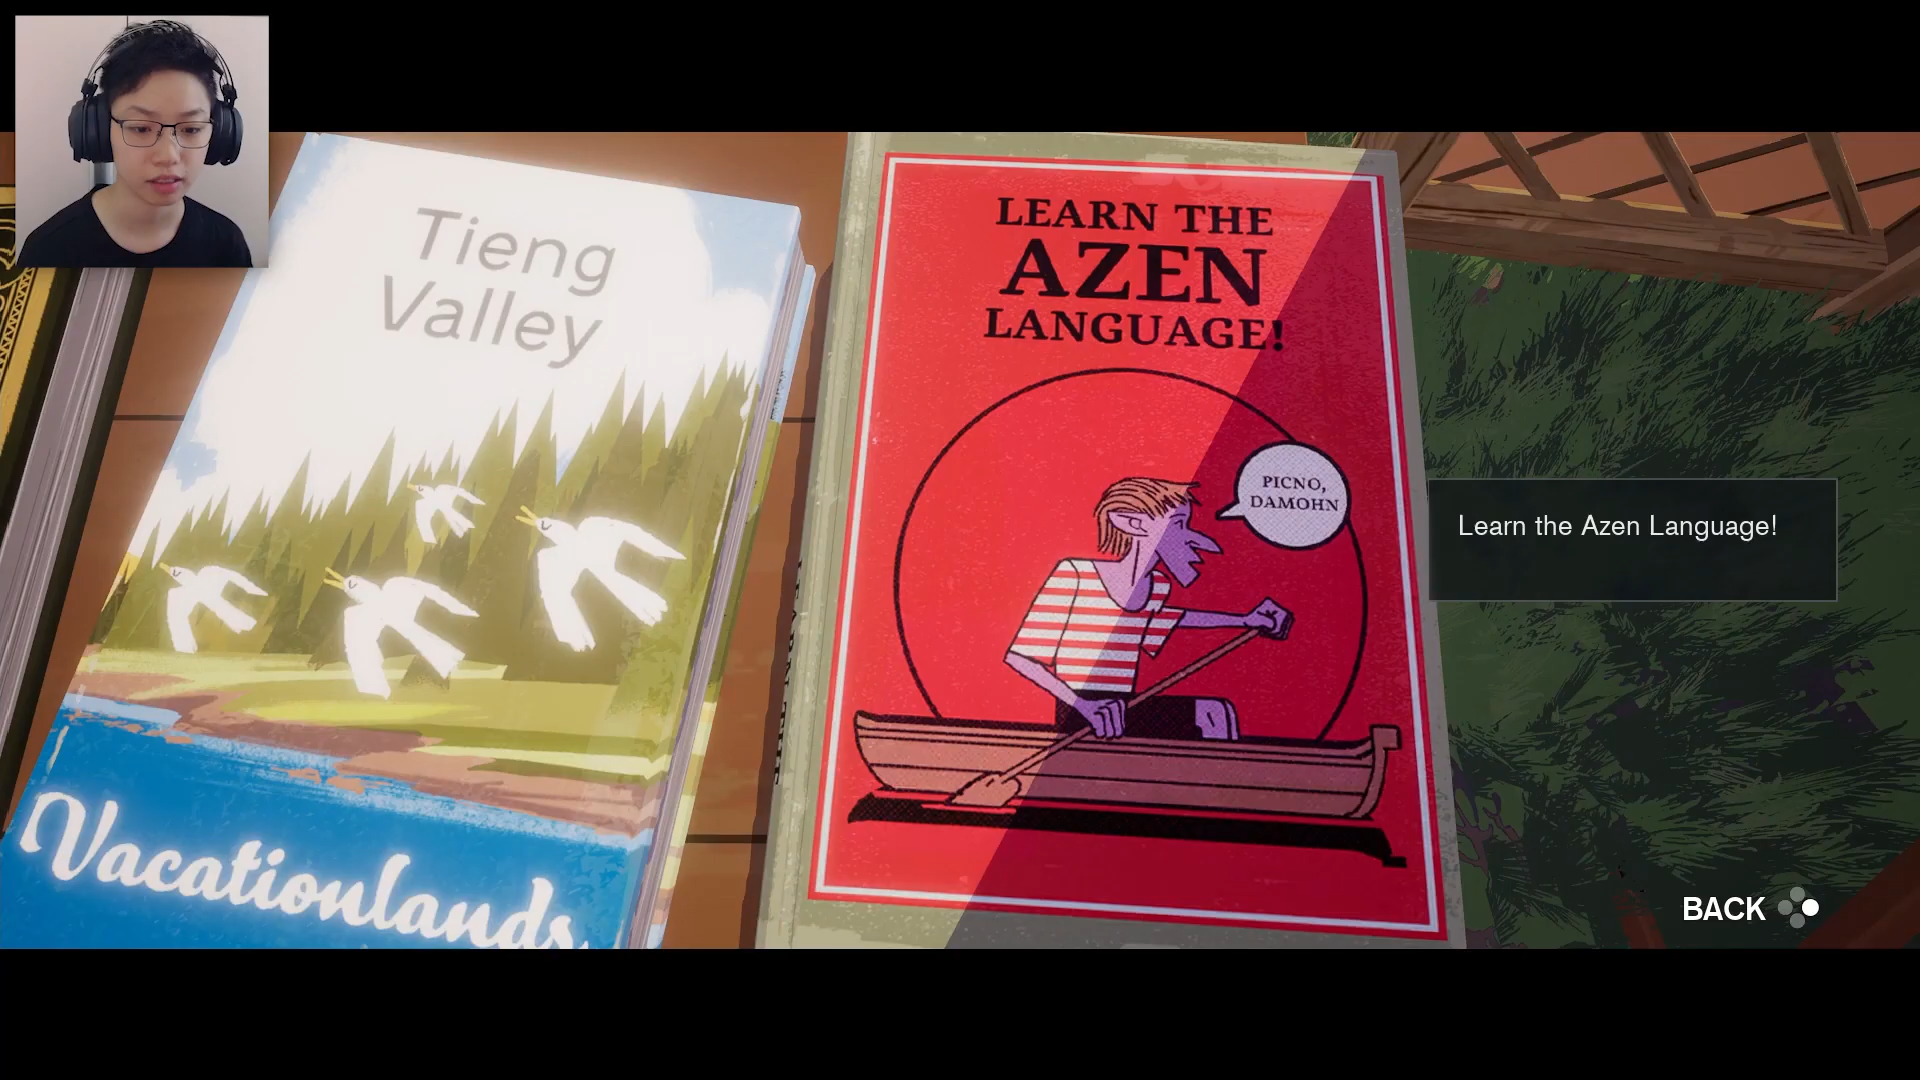 Tieng
Valley
Vacationlands
LEARN THE
AZEN
LANGUAGE!
PICNO,
DAMOHN
Learn the Azen Language!
BACK